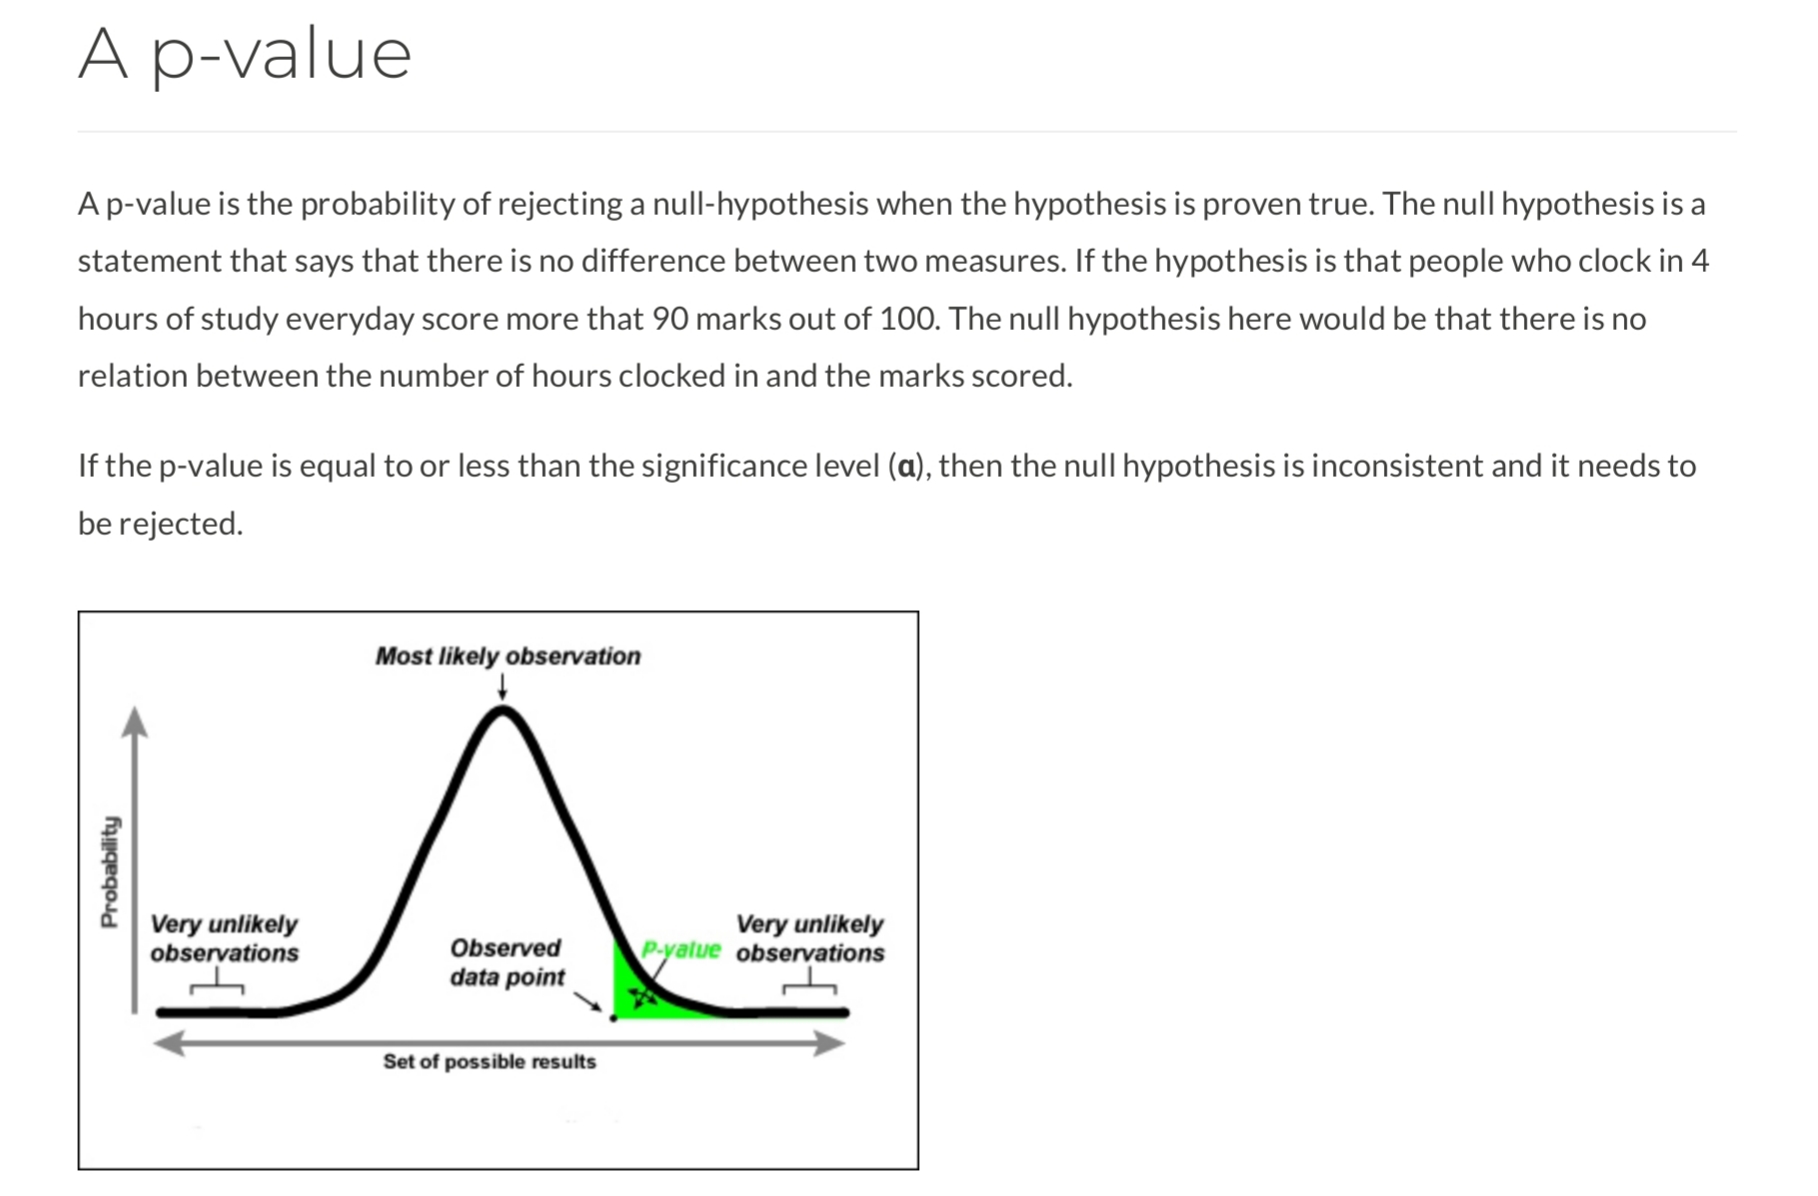 A p-value
A p-value is the probability of rejecting a null-hypothesis when the hypothesis is proven true. The null hypothesis is a
statement that says that there is no difference between two measures. If the hypothesis is that people who clock in 4
hours of study everyday score more that 90 marks out of 100. The null hypothesis here would be that there is no
relation between the number of hours clocked in and the marks scored.
If the p-value is equal to or less than the significance level (α), then the null hypothesis is inconsistent and it needs to
be rejected.
Most likely observation
Probability
Very unlikely
observations
Observed
data point
P-value
Very unlikely
observations
Set of possible results